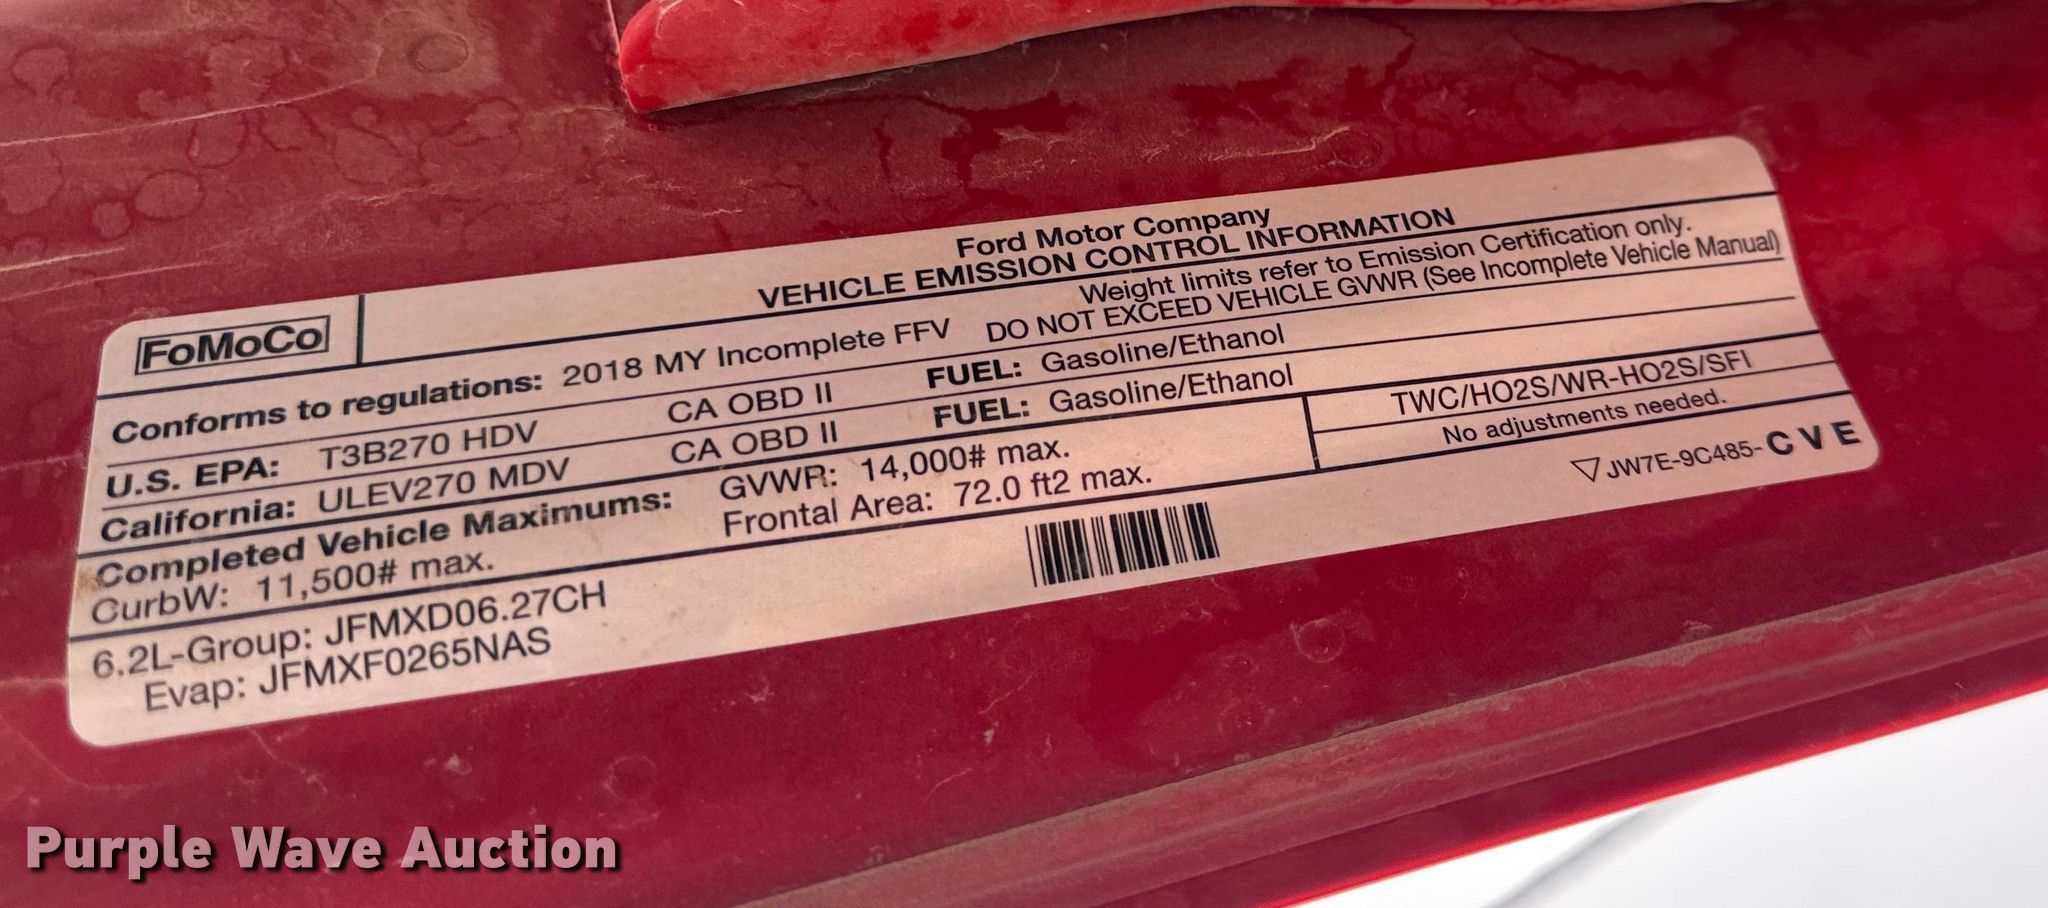 FoMoCo
Ford Motor Company
VEHICLE EMISSION CONTROL INFORMATION
Conforms to regulations: 2018 MY Incomplete FFV
Weight limits refer to Emission Certification only.
DO NOT EXCEED VEHICLE GVWR (See Incomplete Vehicle Manual)
U.S. EPA: T3B270 HDV CA OBD II FUEL: Gasoline/Ethanol
California: ULEV270 MDV CA OBD II FUEL: Gasoline/Ethanol
Completed Vehicle Maximums: GVWR: 14,000# max.
CurbW: 11,500# max. Frontal Area: 72.0 ft2 max.
TWC/HO2S/WR-HO2S/SFI
No adjustments needed.
6.2L-Group: JFMXD06.27CH
Evap: JFMXF0265NAS
JW7E-9C485-CVE
Purple Wave Auction